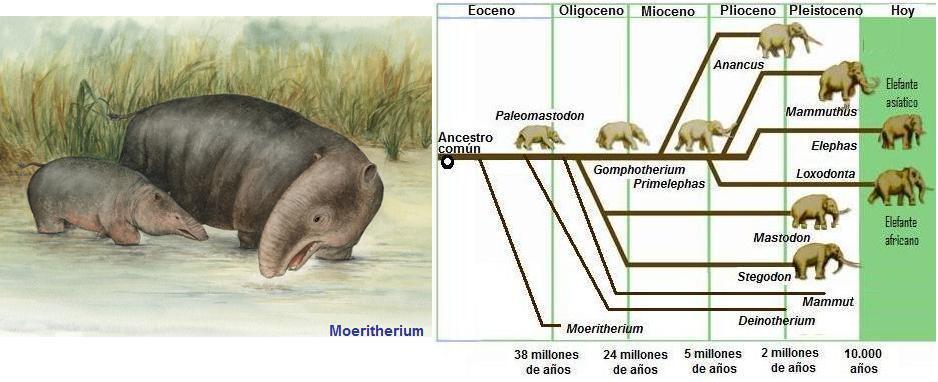 Eoceno Oligoceno Mioceno Plioceno Pleistoceno Hoy
Anancus
Elefante
asiático
Mammuthus
Paleomastodon
Ancestro
común
Elephas
Gomphotherium
Loxodonta
Primelephas
Elefante
africano
Mastodon
Stegodon
Mammut
Deinotherium
Moeritherium
Moeritherium
38 millones
de años
24 millones
de años
5 millones
de años
2 millones
de años
10.000
años